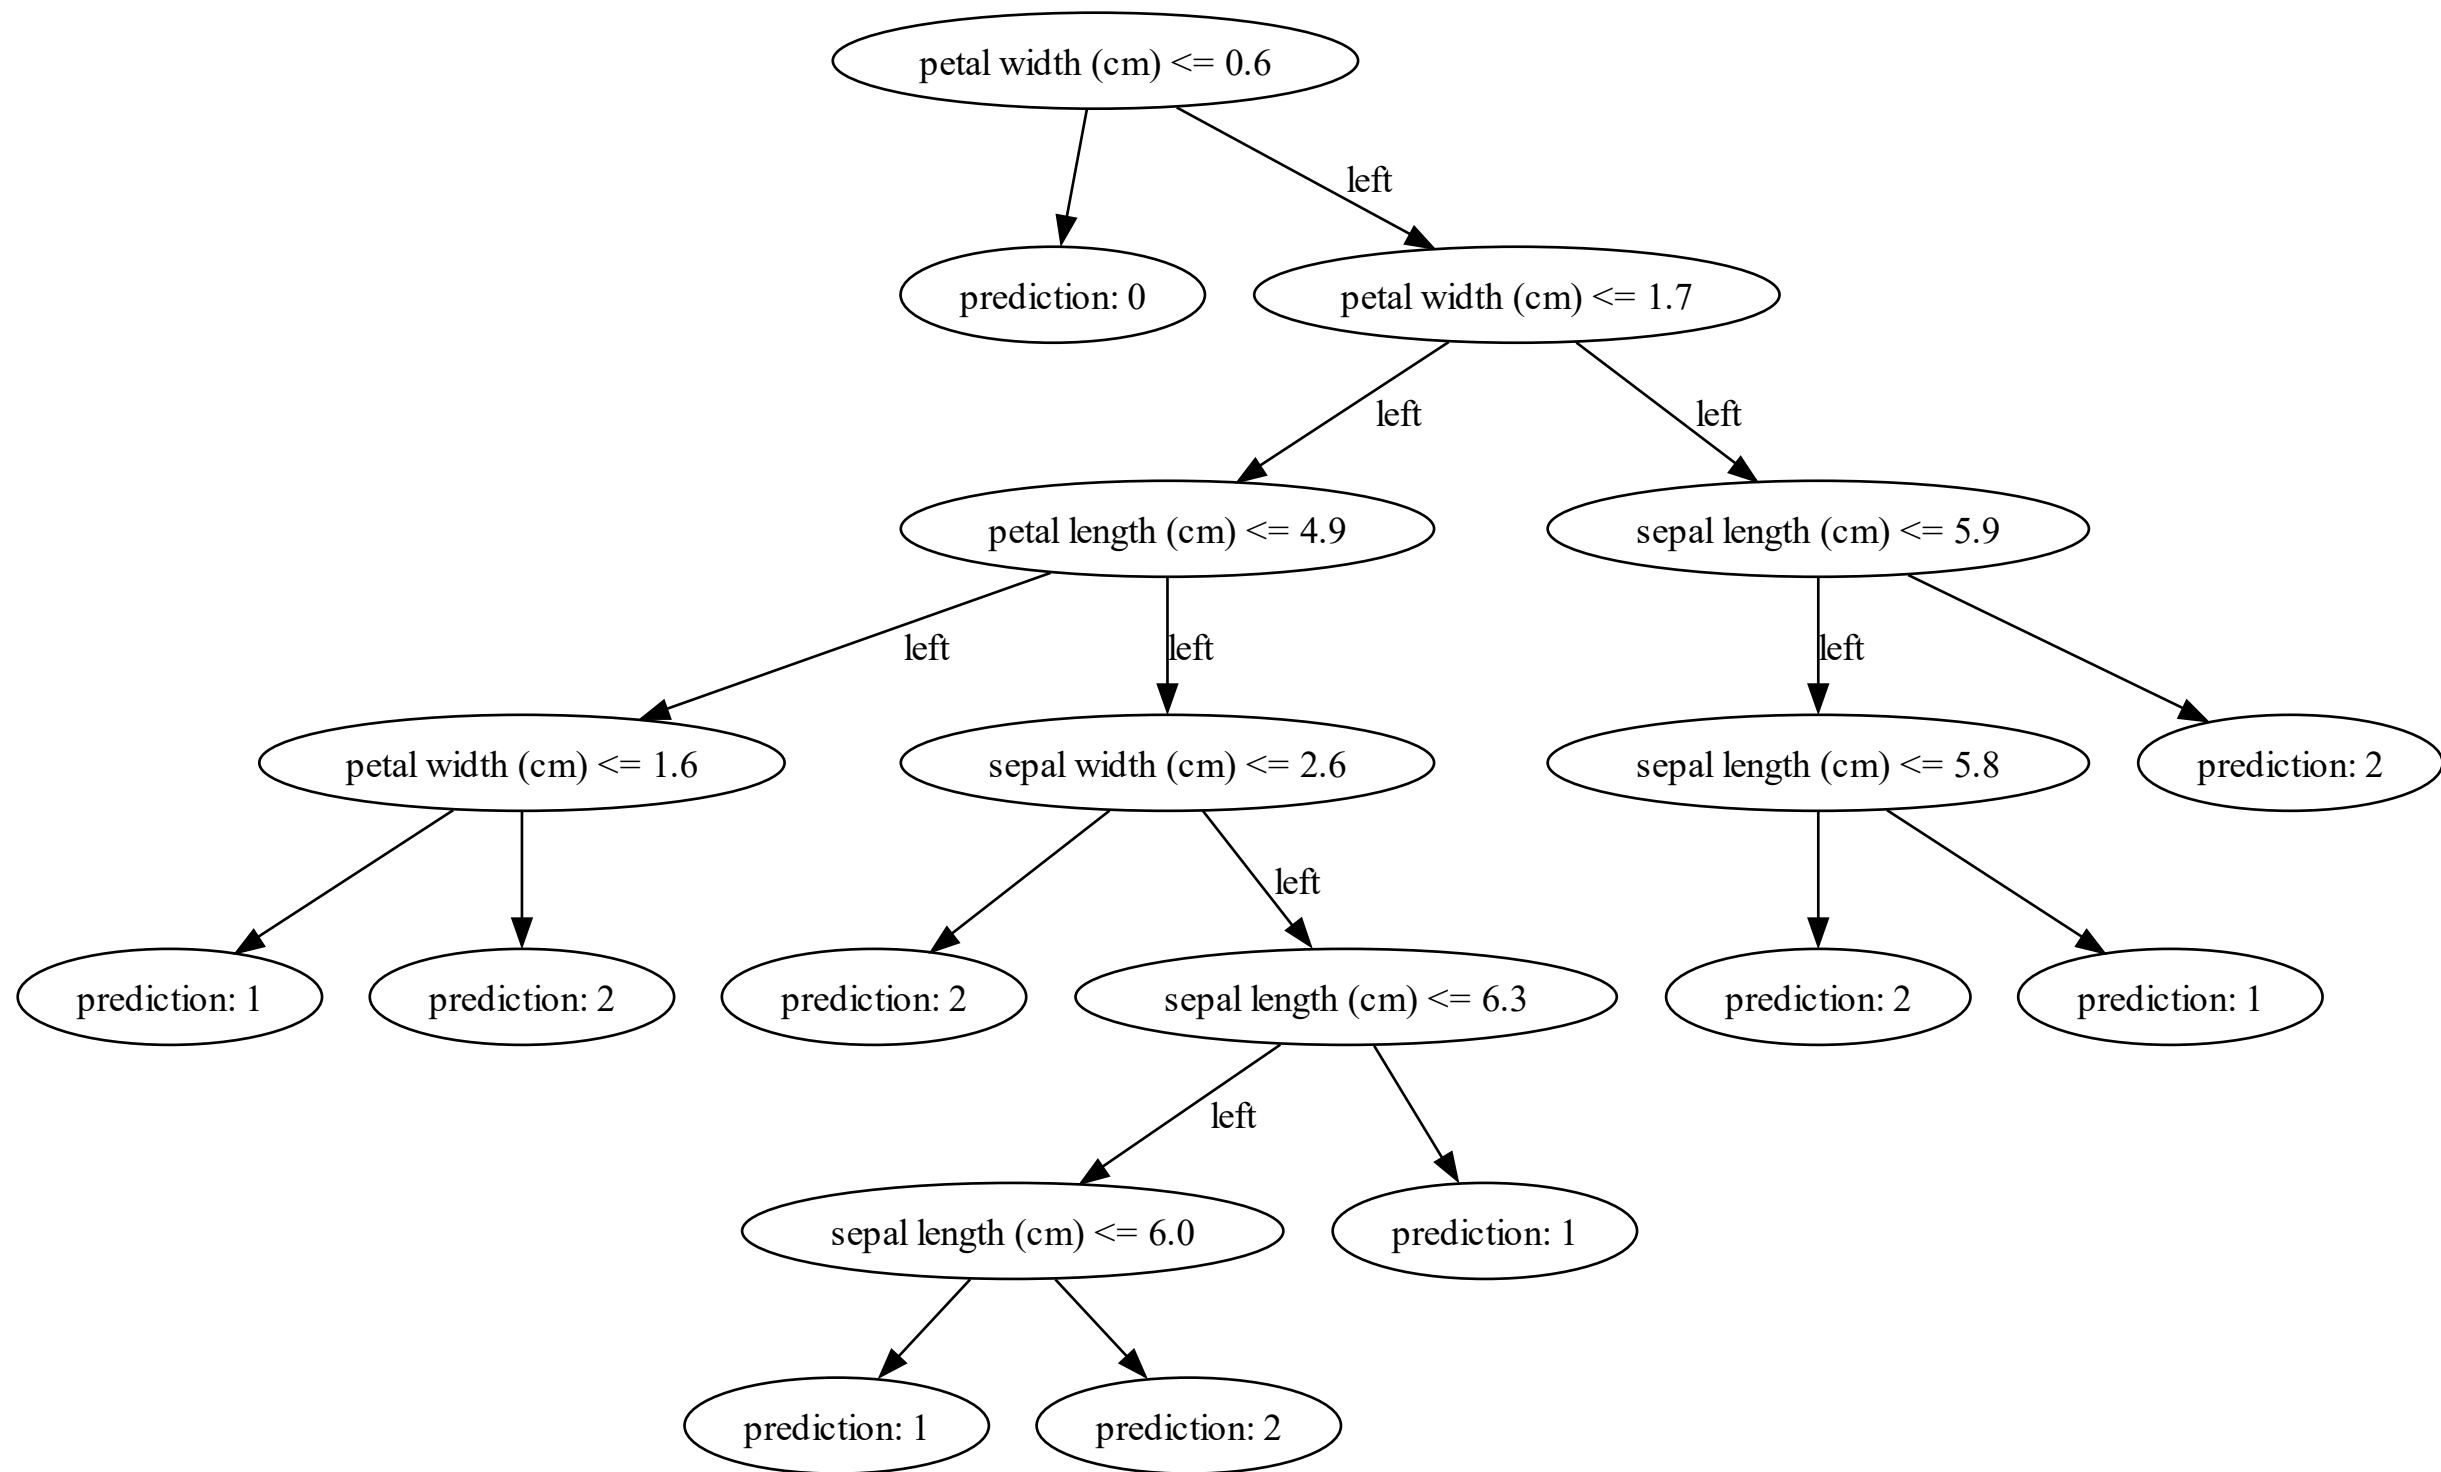 petal width (cm) <= 0.6
left
prediction: 0
petal width (cm) <= 1.7
left
left
petal length (cm) <= 4.9
sepal length (cm) <= 5.9
left
left
left
petal width (cm) <= 1.6
sepal width (cm) <= 2.6
sepal length (cm) <= 5.8
prediction: 2
left
prediction: 1
prediction: 2
prediction: 2
sepal length (cm) <= 6.3
prediction: 2
prediction: 1
left
sepal length (cm) <= 6.0
prediction: 1
prediction: 1
prediction: 2